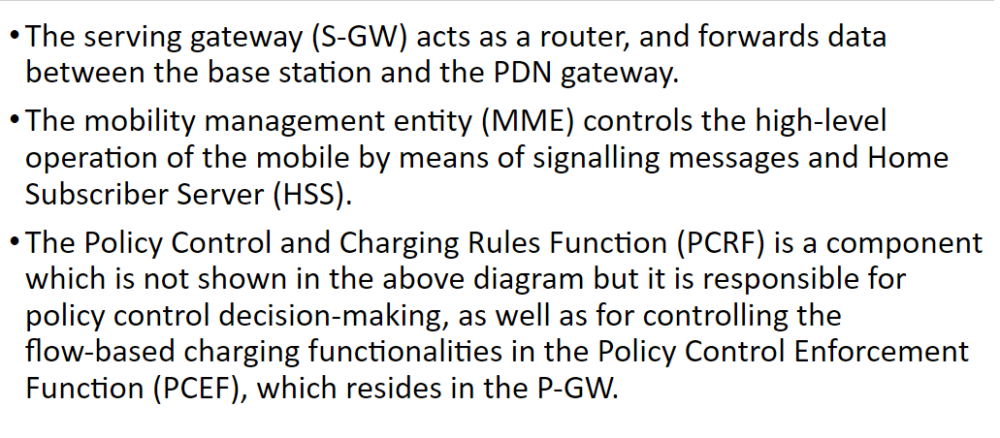 •The serving gateway (S-GW) acts as a router, and forwards data
between the base station and the PDN gateway.
•The mobility management entity (MME) controls the high-level
operation of the mobile by means of signalling messages and Home
Subscriber Server (HSS).
•The Policy Control and Charging Rules Function (PCRF) is a component
which is not shown in the above diagram but it is responsible for
policy control decision-making, as well as for controlling the
flow-based charging functionalities in the Policy Control Enforcement
Function (PCEF), which resides in the P-GW.